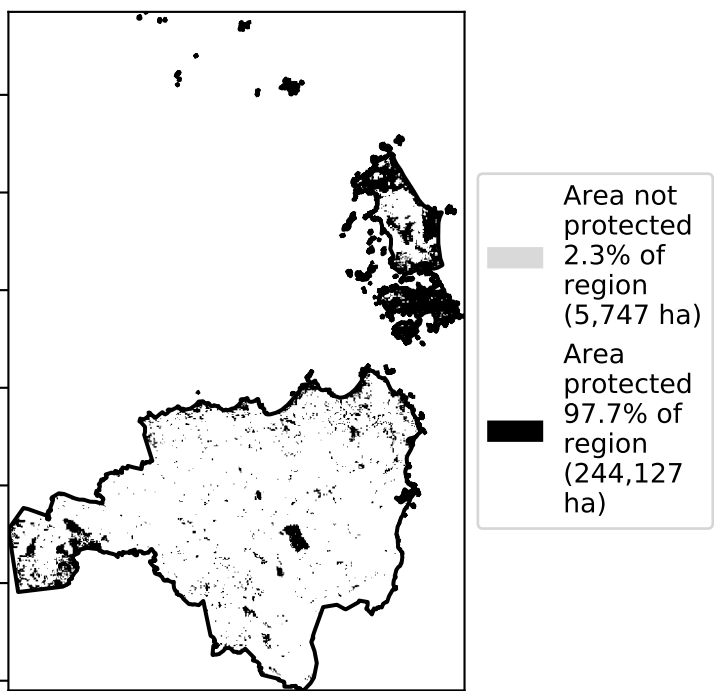 Area not
protected
2.3% of
region
(5,747 ha)
Area
protected
97.7% of
region
(244,127
ha)